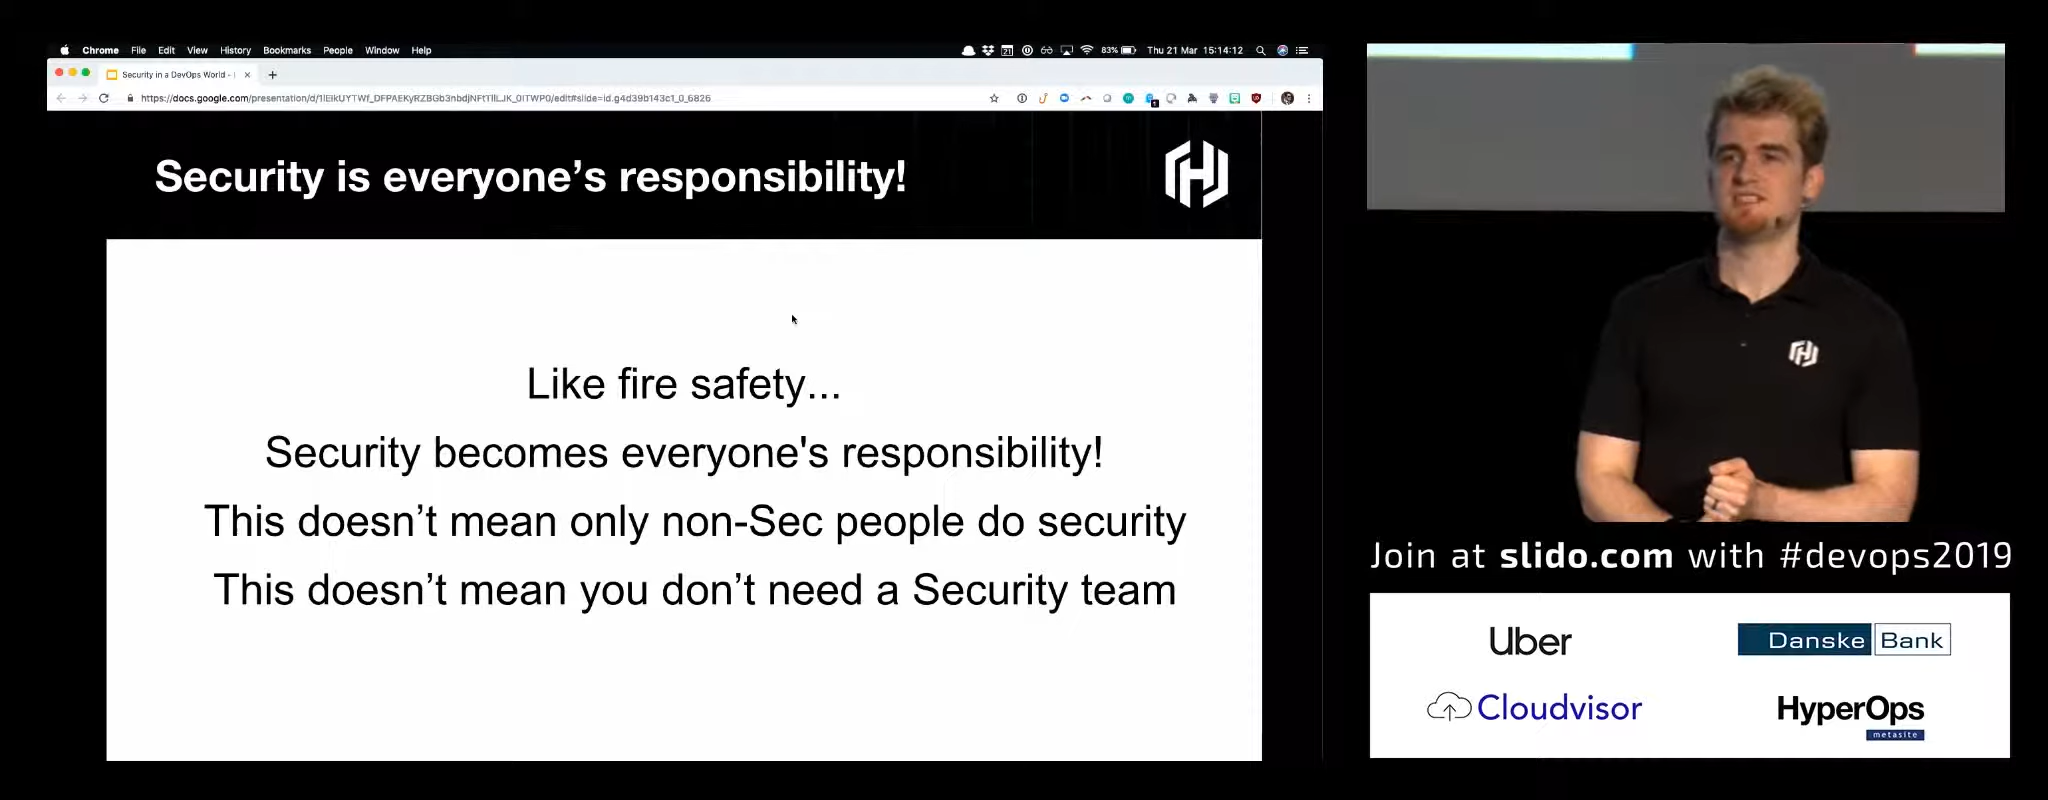 Chrome File Edit View History Bookmarks People Window Help
83% Thu 21 Mar 15:14:12
Security in a DevOps World -
Security is everyone's responsibility!
Like fire safety...
Security becomes everyone's responsibility!
This doesn't mean only non-Sec people do security
This doesn't mean you don't need a Security team
Join at slido.com with #devops2019
Uber
Danske Bank
Cloudvisor
HyperOps
metasite